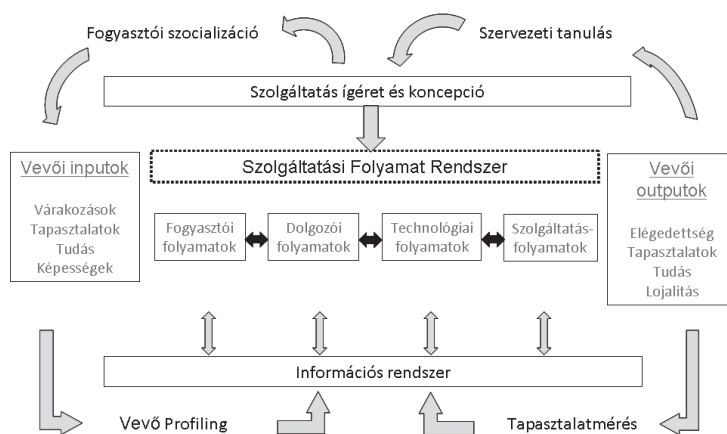 Fogyasztói szocializáció
Szervezeti tanulás
Szolgáltatás ígéret és koncepció
Vevői inputok
Várakozások
Tapasztalatok
Tudás
Képességek
Szolgáltatási Folyamat Rendszer
Fogyasztói
folyamatok
Dolgozói
folyamatok
Technológiai
folyamatok
Szolgáltatás-
folyamatok
Vevői
outputok
Elégedettség
Tapasztalatok
Tudás
Lojalitás
Információs rendszer
Vevő Profiling
Tapasztalatmérés